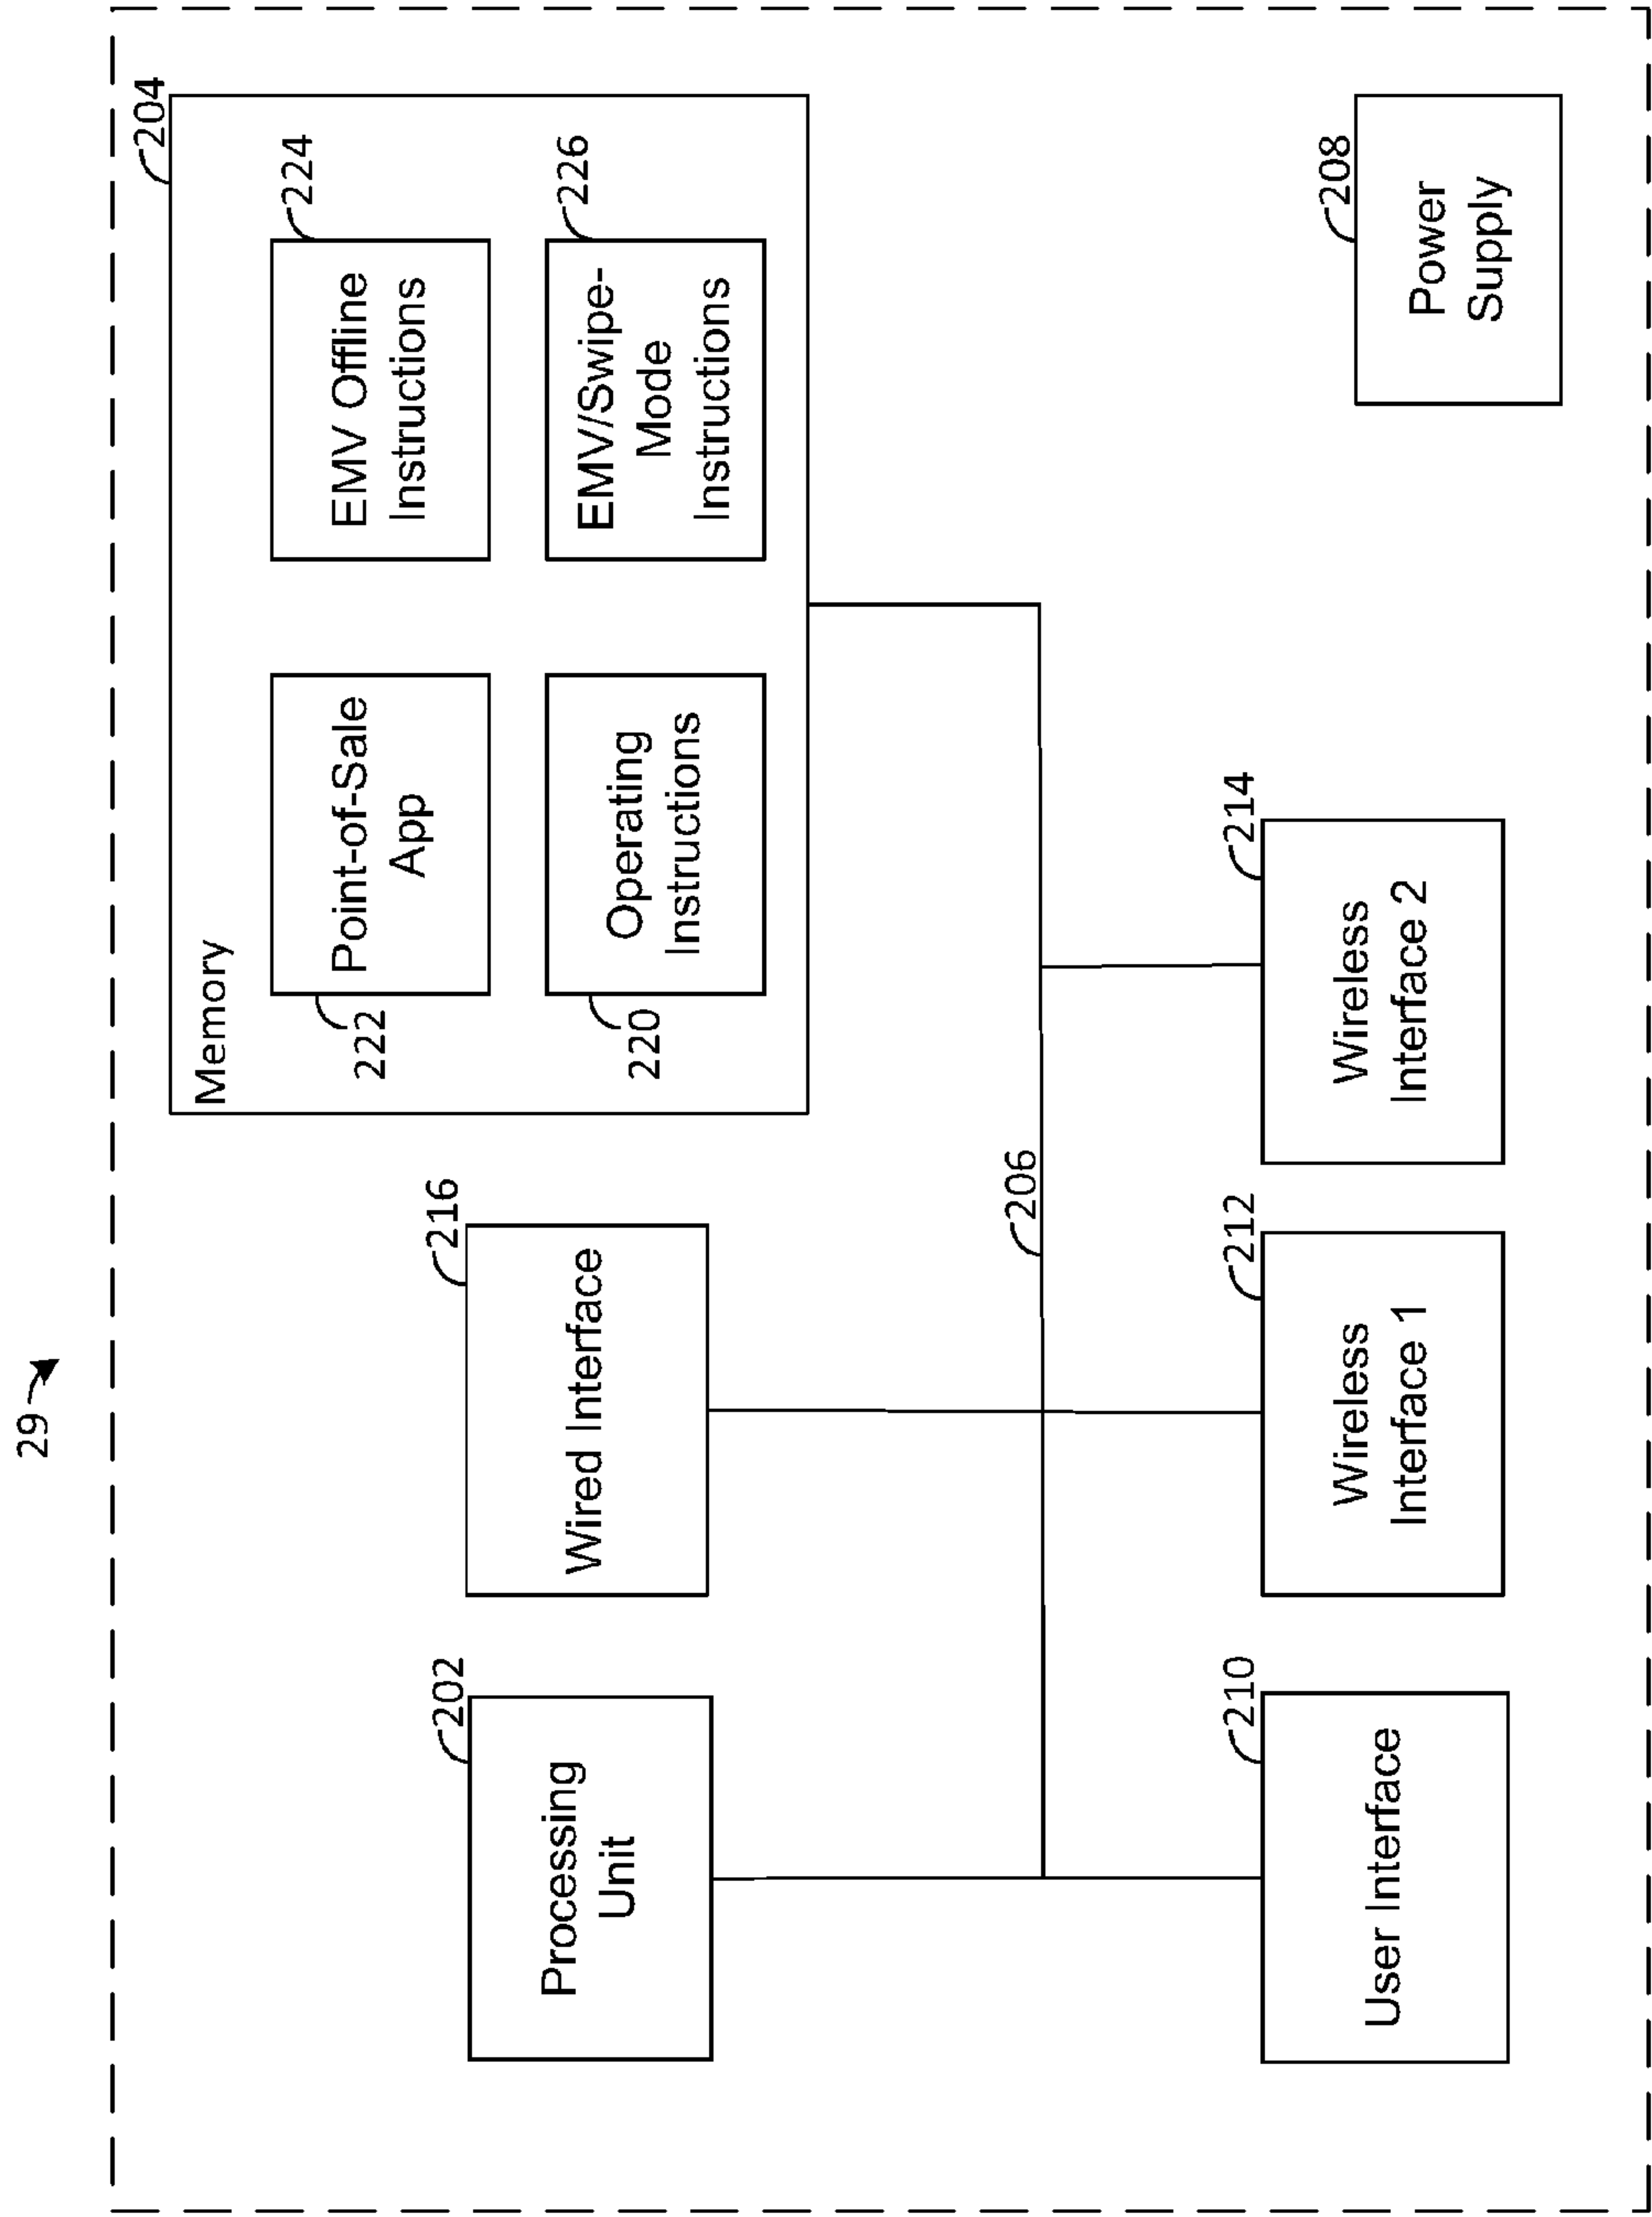 29
204
Memory
222
Point-of-Sale
App
224
EMV Offline
Instructions
220
Operating
Instructions
226
EMV/Swipe-
Mode
Instructions
202
Processing
Unit
216
Wired Interface
206
210
User Interface
212
Wireless
Interface 1
214
Wireless
Interface 2
208
Power
Supply